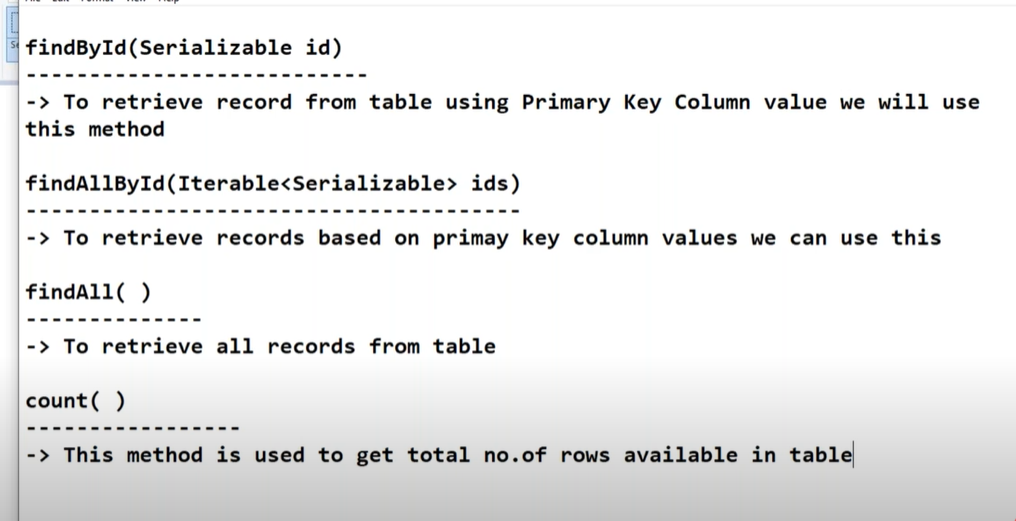 findById(Serializable id)
---------------------------
-> To retrieve record from table using Primary Key Column value we will use
this method
findAllById(Iterable<Serializable> ids)
---------------------------------------
-> To retrieve records based on primay key column values we can use this
findAll( )
--------------
-> To retrieve all records from table
count( )
-----------------
-> This method is used to get total no.of rows available in table